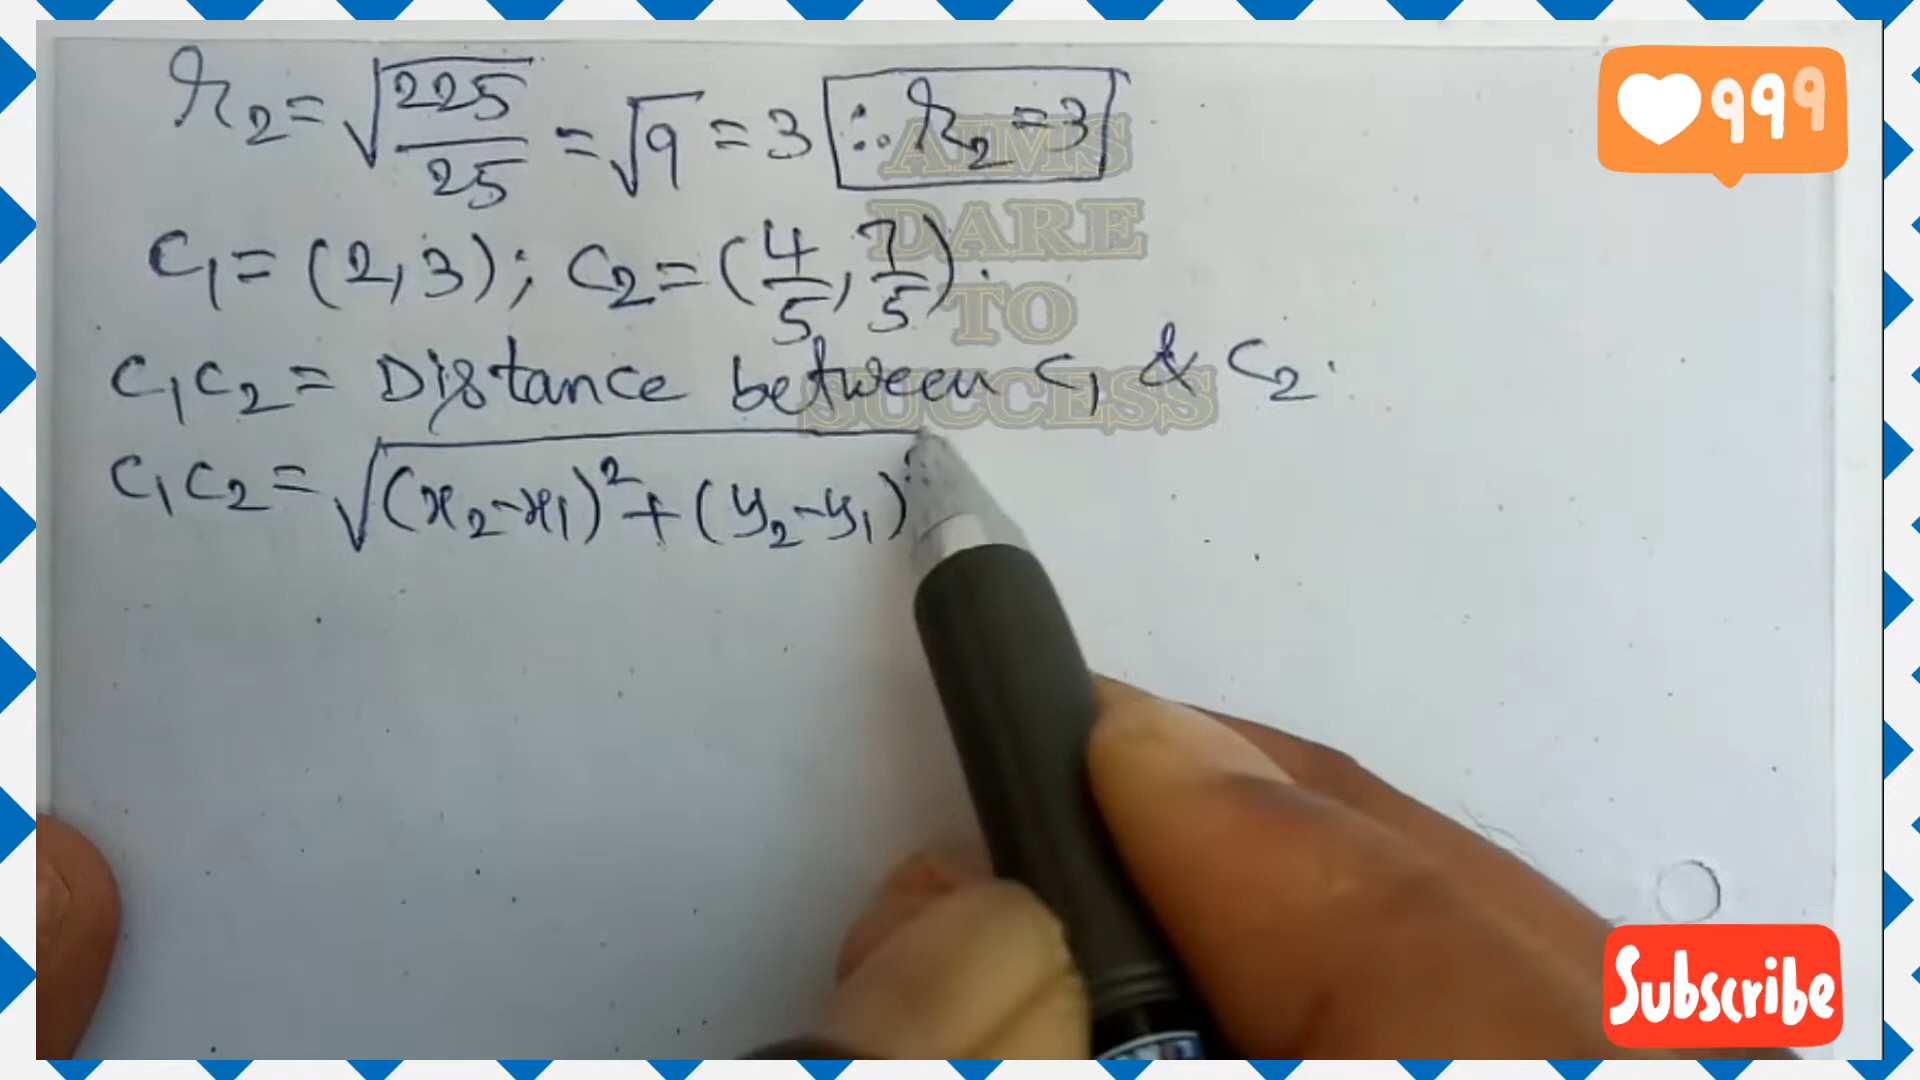 r₂ = √(225/25) = √9 = 3 ∴ r₂ = 3
C₁ = (2, 3); C₂ = (4/5, 7/5).
C₁C₂ = Distance between C₁ & C₂.
C₁C₂ = √((x₂-x₁)²+(y₂-y₁)
AIMS
DARE
TO
SUCCESS
999
Subscribe